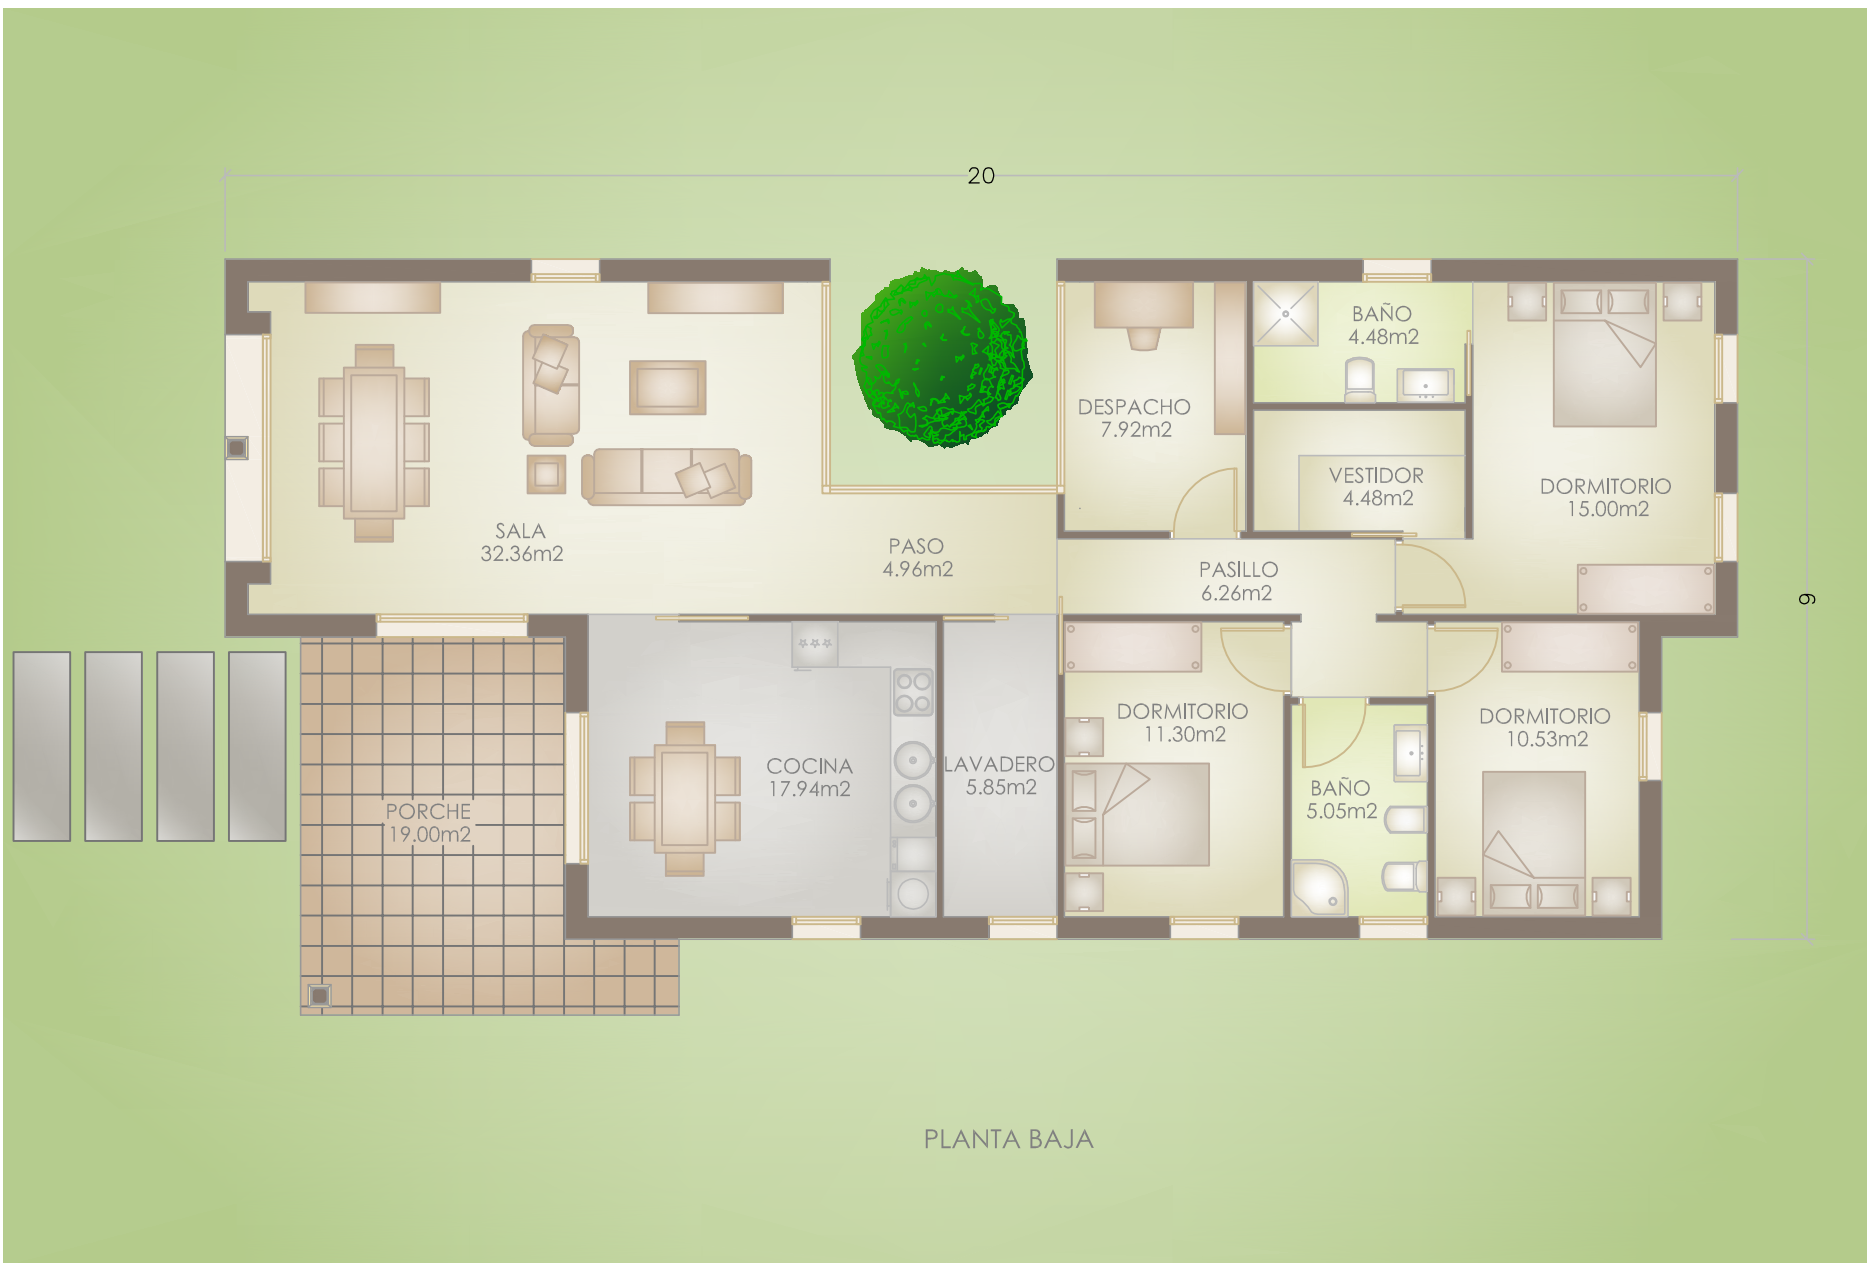 20
BAÑO
4.48m2
DESPACHO
7.92m2
VESTIDOR
4.48m2
DORMITORIO
15.00m2
SALA
32.36m2
PASO
4.96m2
PASILLO
6.26m2
9
DORMITORIO
11.30m2
DORMITORIO
10.53m2
COCINA
17.94m2
LAVADERO
5.85m2
BAÑO
5.05m2
PORCHE
19.00m2
PLANTA BAJA